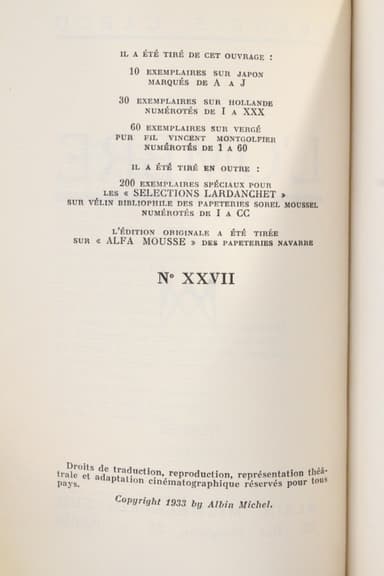 IL A ÉTÉ TIRÉ DE CET OUVRAGE :
10 EXEMPLAIRES SUR JAPON
MARQUÉS DE A A J
30 EXEMPLAIRES SUR HOLLANDE
NUMÉROTÉS DE I A XXX
60 EXEMPLAIRES SUR VERGÉ
PUR FIL VINCENT MONTGOLFIER
NUMÉROTÉS DE 1 A 60
IL A ÉTÉ TIRÉ EN OUTRE :
200 EXEMPLAIRES SPÉCIAUX POUR
LES « SELECTIONS LARDANCHET »
SUR VÉLIN BIBLIOPHILE DES PAPETERIES SOREL MOUSSEL
NUMÉROTÉS DE I A CC
L'ÉDITION ORIGINALE A ÉTÉ TIRÉE
SUR « ALFA MOUSSE » DES PAPETERIES NAVARRE
Nº XXVII
Droits de traduction, reproduction, représentation théâ-
trale et adaptation cinématographique réservés pour tous
pays.
Copyright 1933 by Albin Michel.